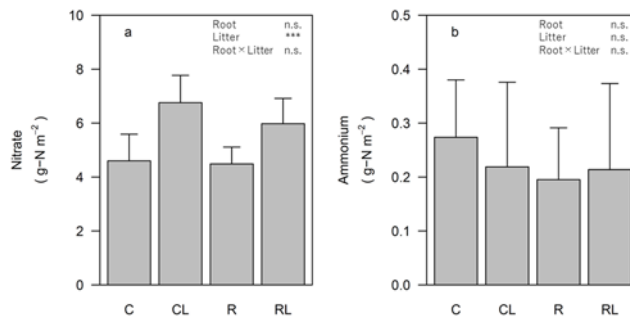 a
Root n.s.
Litter ***
Root×Litter n.s.
Nitrate
( g−N m−2)
10
8
6
4
2
0
C CL R RL
b
Root n.s.
Litter n.s.
Root×Litter n.s.
Ammonium
( g−N m−2)
0.5
0.4
0.3
0.2
0.1
0.0
C CL R RL